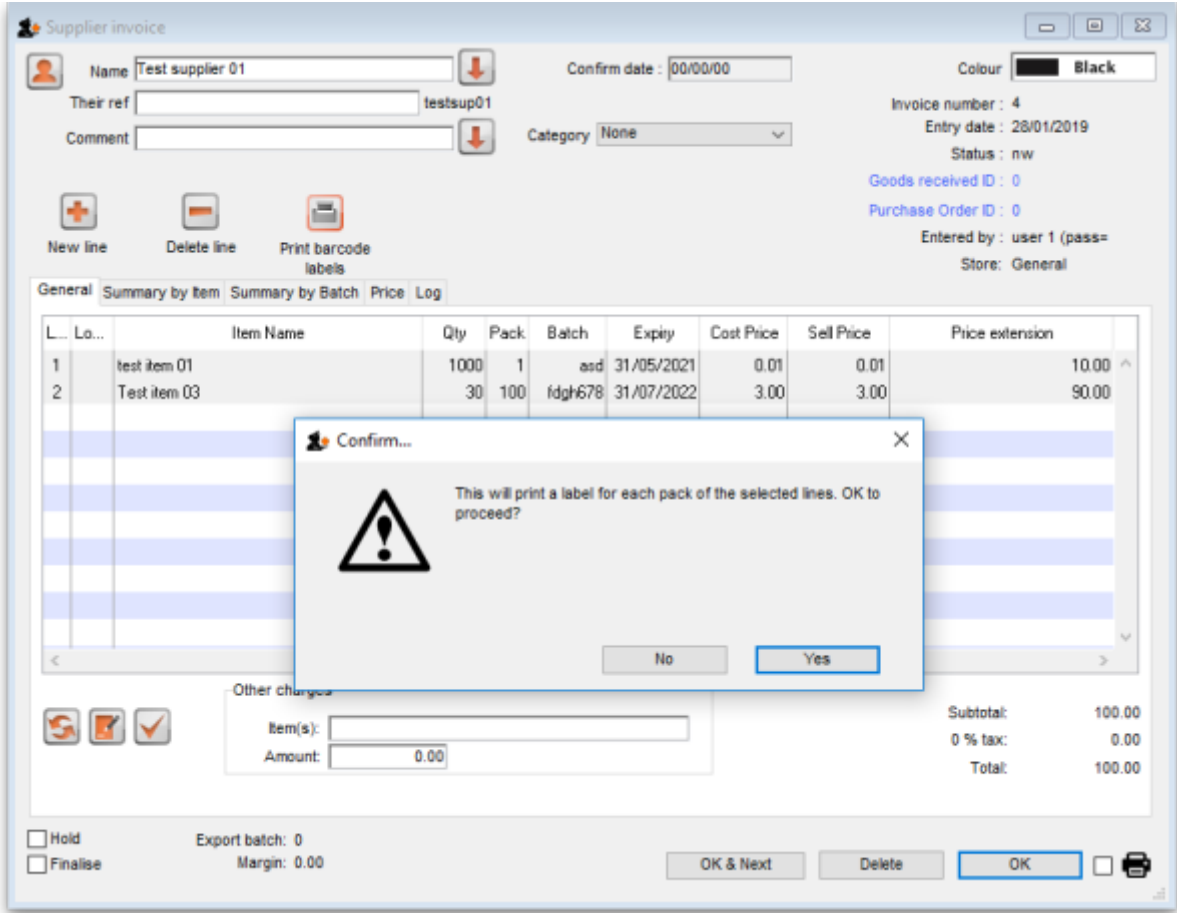 Supplier invoice
Name Test supplier 01
Confirm date : 00/00/00
Colour Black
Their ref testsup01
Invoice number : 4
Comment
Category None
Entry date : 28/01/2019
Status : nw
Goods received ID : 0
Purchase Order ID : 0
Entered by : user 1 (pass=
Store: General
New line
Delete line
Print barcode
labels
General Summary by Item Summary by Batch Price Log
L... Lo... Item Name Qty Pack Batch Expiry Cost Price Sell Price Price extension
1 test item 01 1000 1 asd 31/05/2021 0.01 0.01 10.00
2 Test item 03 30 100 fdgh678 31/07/2022 3.00 3.00 90.00
Confirm...
This will print a label for each pack of the selected lines. OK to
proceed?
No Yes
Other charges
Item(s):
Amount: 0.00
Subtotal: 100.00
0 % tax: 0.00
Total: 100.00
Hold
Finalise
Export batch: 0
Margin: 0.00
OK & Next Delete OK